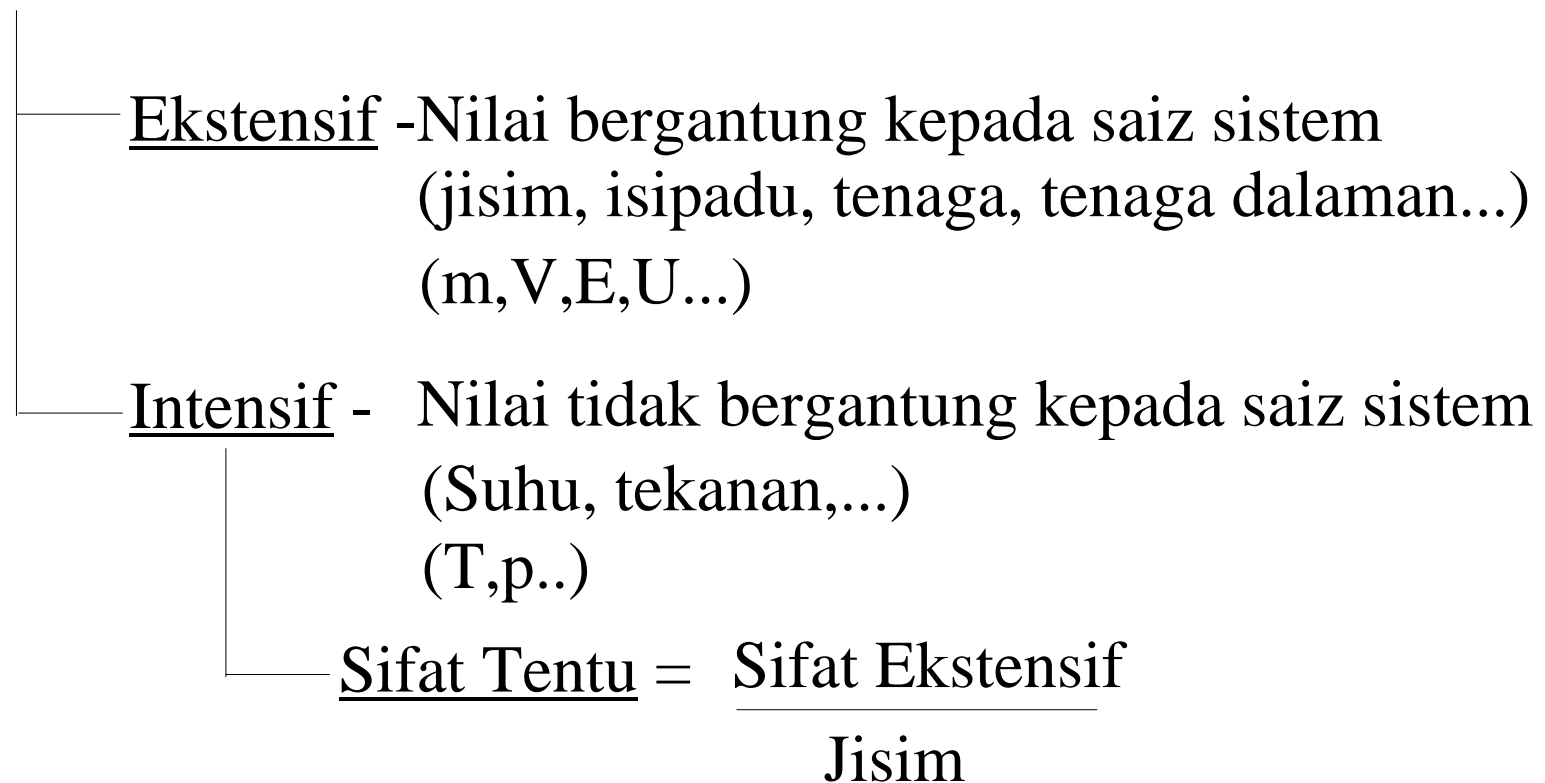 Ekstensif -Nilai bergantung kepada saiz sistem
(jisim, isipadu, tenaga, tenaga dalaman...)
(m,V,E,U...)
Intensif - Nilai tidak bergantung kepada saiz sistem
(Suhu, tekanan,...)
(T,p..)
Sifat Tentu = Sifat Ekstensif
Jisim